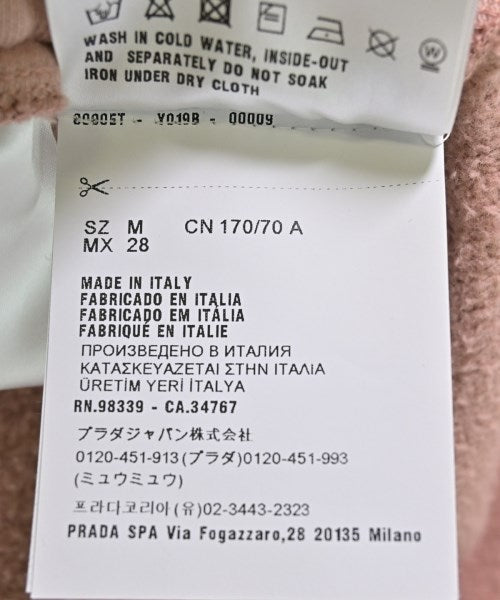 WASH IN COLD WATER, INSIDE-OUT
AND SEPARATELY DO NOT SOAK
IRON UNDER DRY CLOTH
SZ M CN 170/70 A
MX 28
MADE IN ITALY
FABRICADO EN ITALIA
FABRICADO EM ITÁLIA
FABRIQUÉ EN ITALIE
ПРОИЗВЕДЕНО В ИТАЛИЯ
ΚΑΤΑΣΚΕΥΑΖΕΤΑΙ ΣΤΗΝ ΙΤΑΛΙΑ
ÜRETİM YERİ İTALYA
RN.98339 - CA.34767
プラダジャパン株式会社
0120-451-913(プラダ)0120-451-993
(ミュウミュウ)
프라다코리아(유)02-3443-2323
PRADA SPA Via Fogazzaro,28 20135 Milano